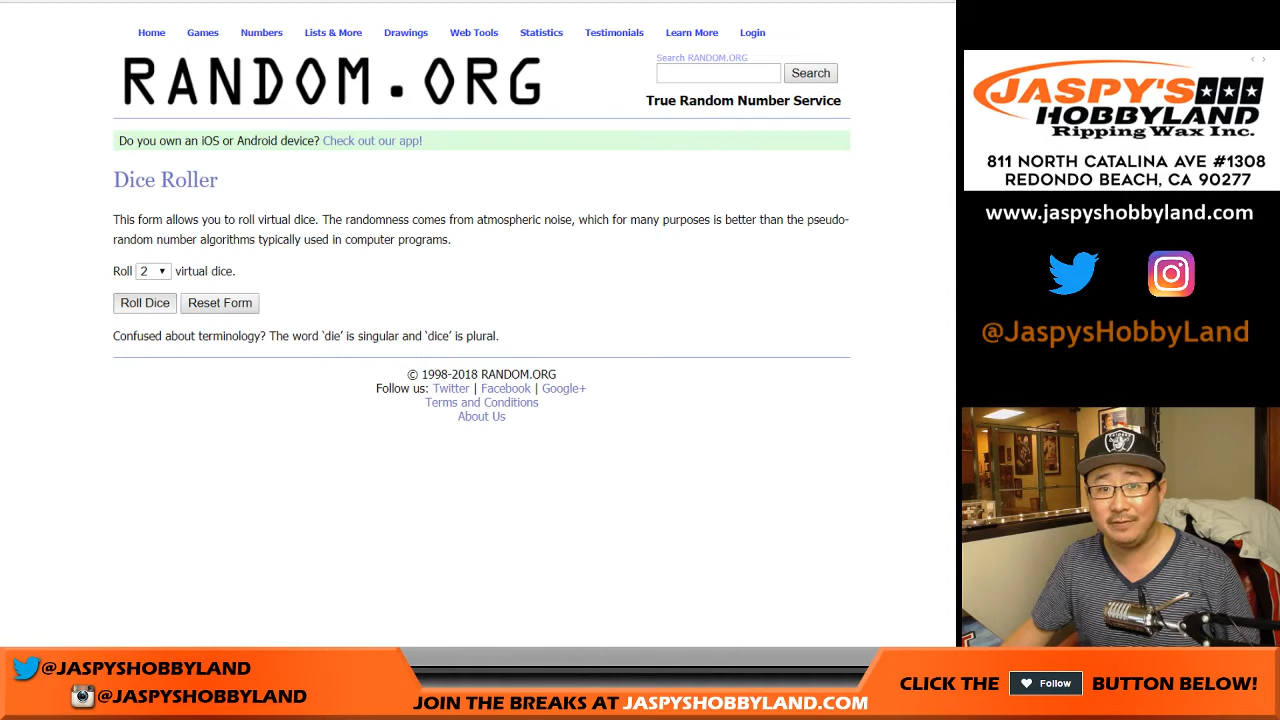 Home Games Numbers Lists & More Drawings Web Tools Statistics Testimonials Learn More Login
RANDOM.ORG
Search RANDOM.ORG
Search
True Random Number Service
Do you own an iOS or Android device? Check out our app!
Dice Roller
This form allows you to roll virtual dice. The randomness comes from atmospheric noise, which for many purposes is better than the pseudo-
random number algorithms typically used in computer programs.
Roll 2 virtual dice.
Roll Dice Reset Form
Confused about terminology? The word ‘die’ is singular and ‘dice’ is plural.
© 1998-2018 RANDOM.ORG
Follow us: Twitter | Facebook | Google+
Terms and Conditions
About Us
JASPY'S
HOBBYLAND
Ripping Wax Inc.
811 NORTH CATALINA AVE #1308
REDONDO BEACH, CA 90277
www.jaspyshobbyland.com
@JaspysHobbyLand
RAIDERS
@JASPYSHOBBYLAND
@JASPYSHOBBYLAND
JOIN THE BREAKS AT JASPYSHOBBYLAND.COM
CLICK THE Follow BUTTON BELOW!